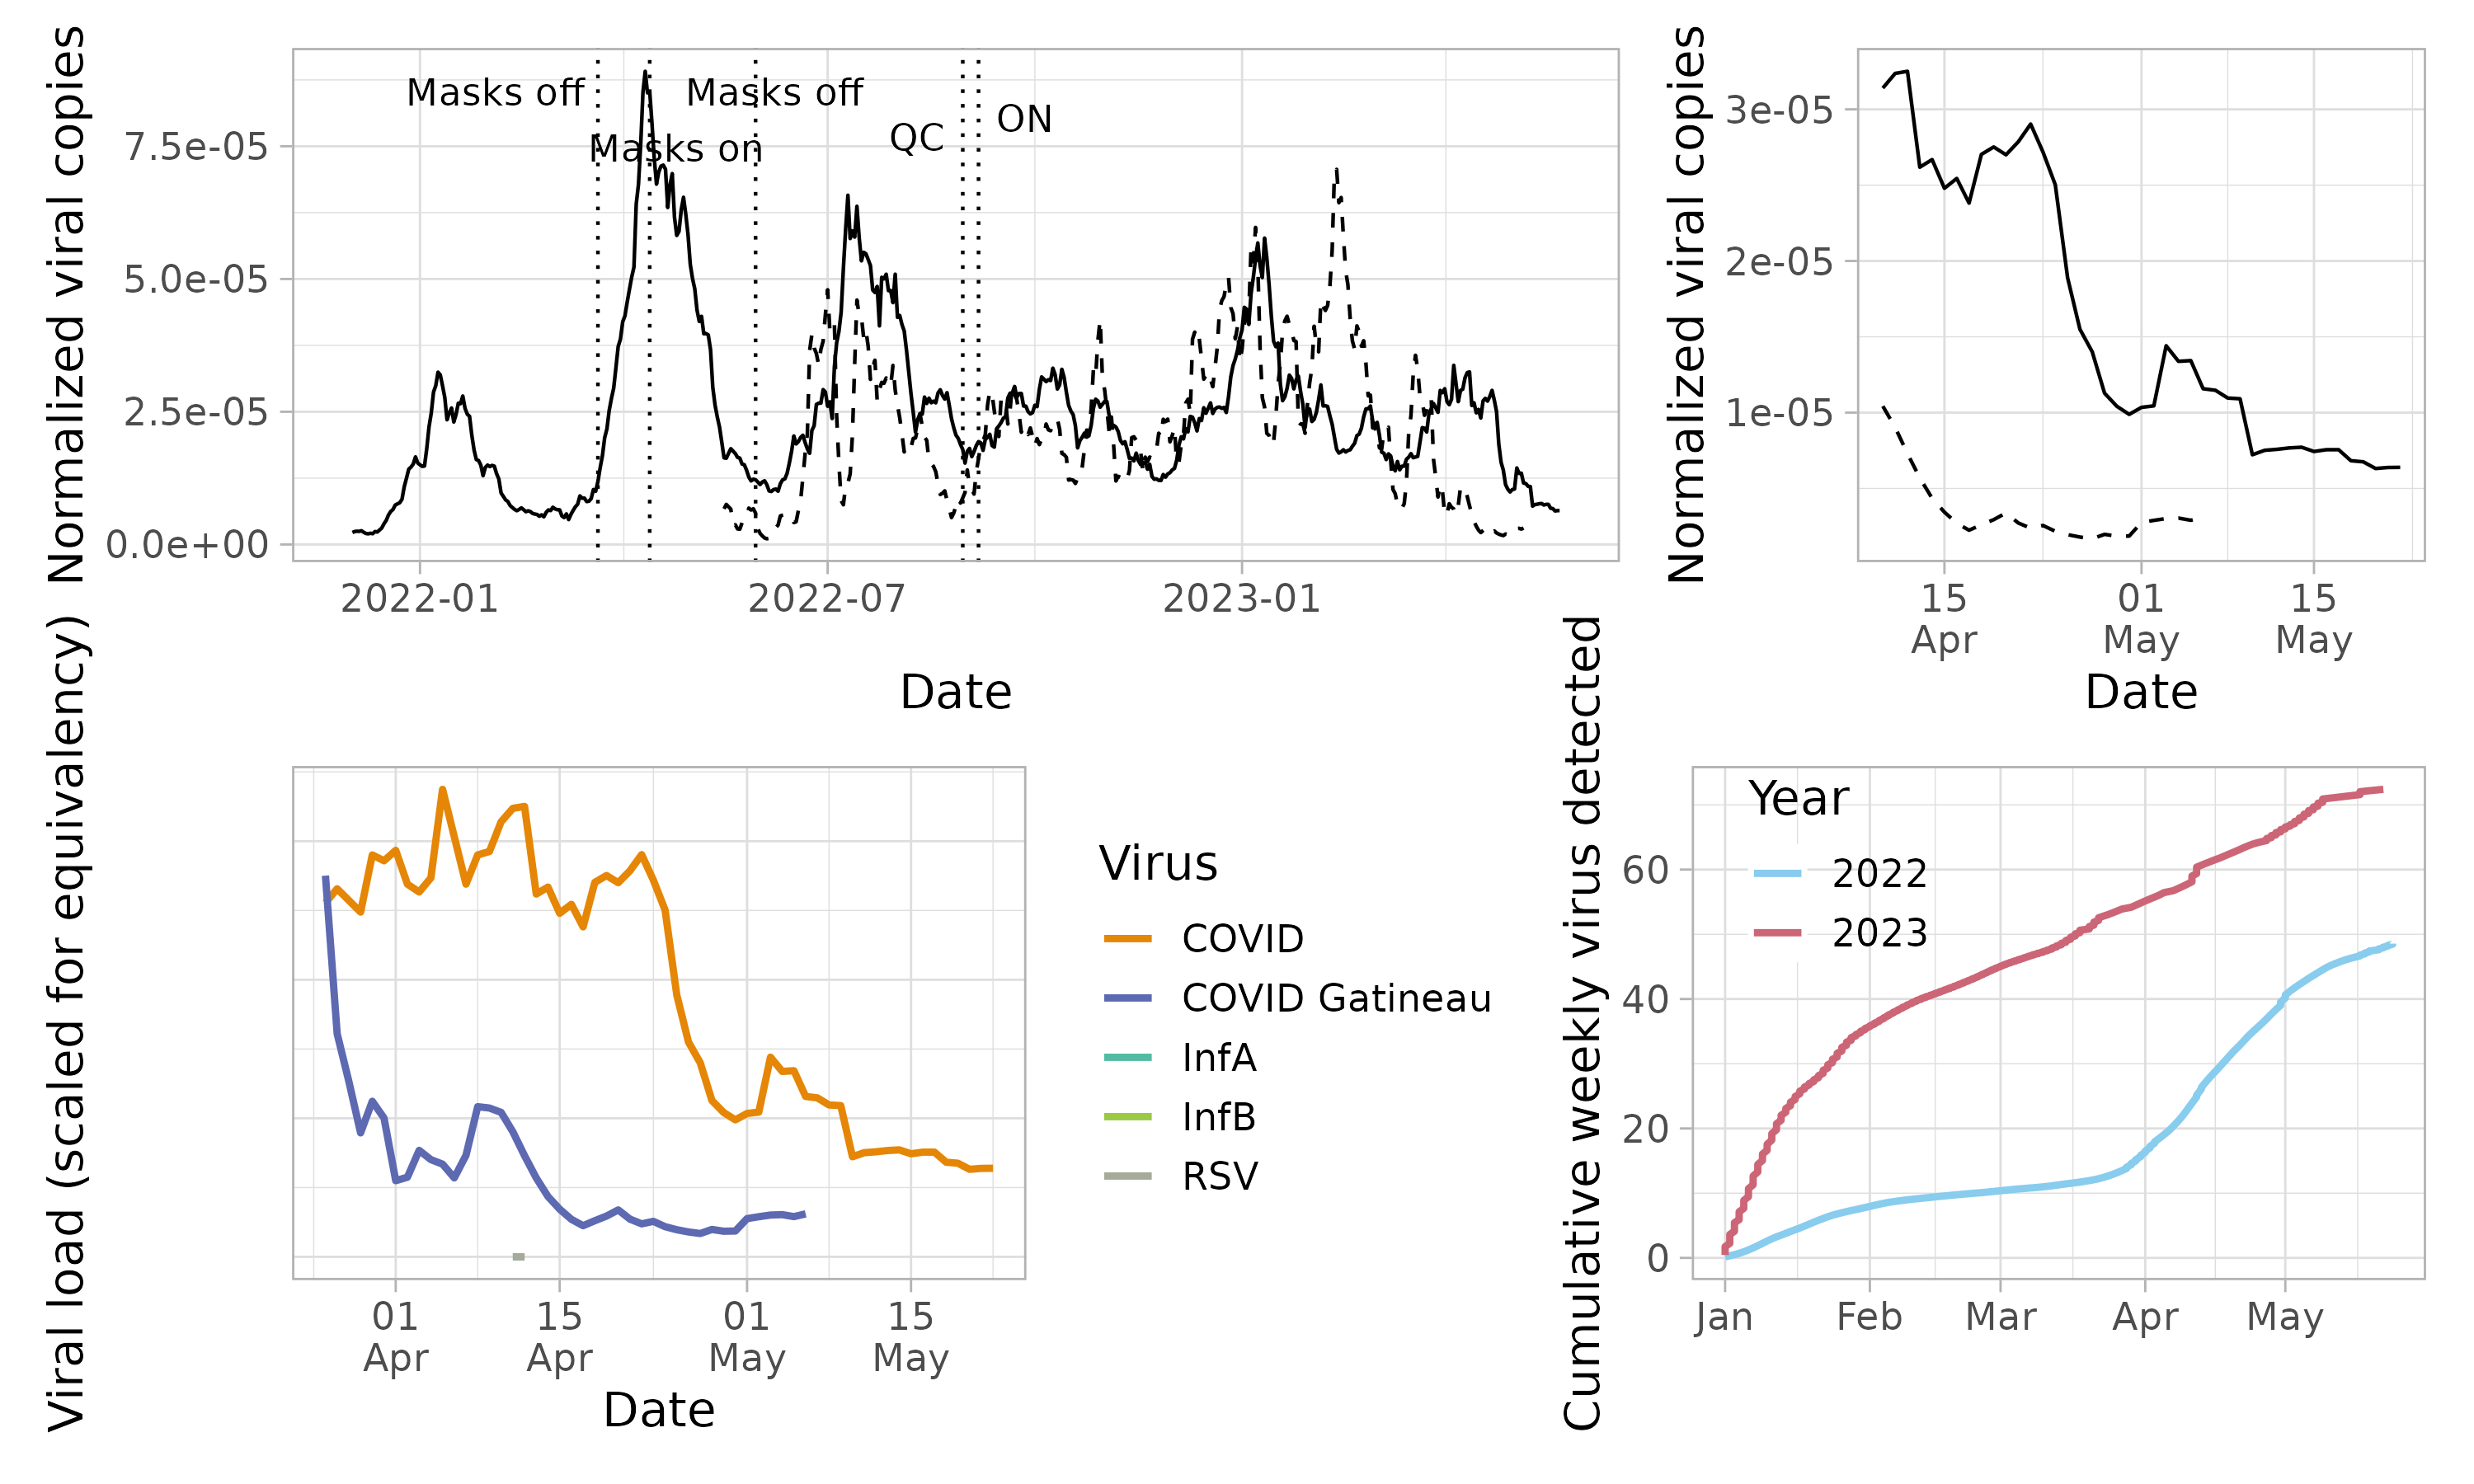 Normalized viral copies
7.5e-05
5.0e-05
2.5e-05
0.0e+00
Masks off
Masks on
Masks off
QC
ON
2022-01
2022-07
2023-01
Date
Normalized viral copies
3e-05
2e-05
1e-05
15
Apr
01
May
15
May
Date
Viral load (scaled for equivalency)
01
Apr
15
Apr
01
May
15
May
Date
Virus
COVID
COVID Gatineau
InfA
InfB
RSV
Cumulative weekly virus detected
60
40
20
0
Year
2022
2023
Jan
Feb
Mar
Apr
May